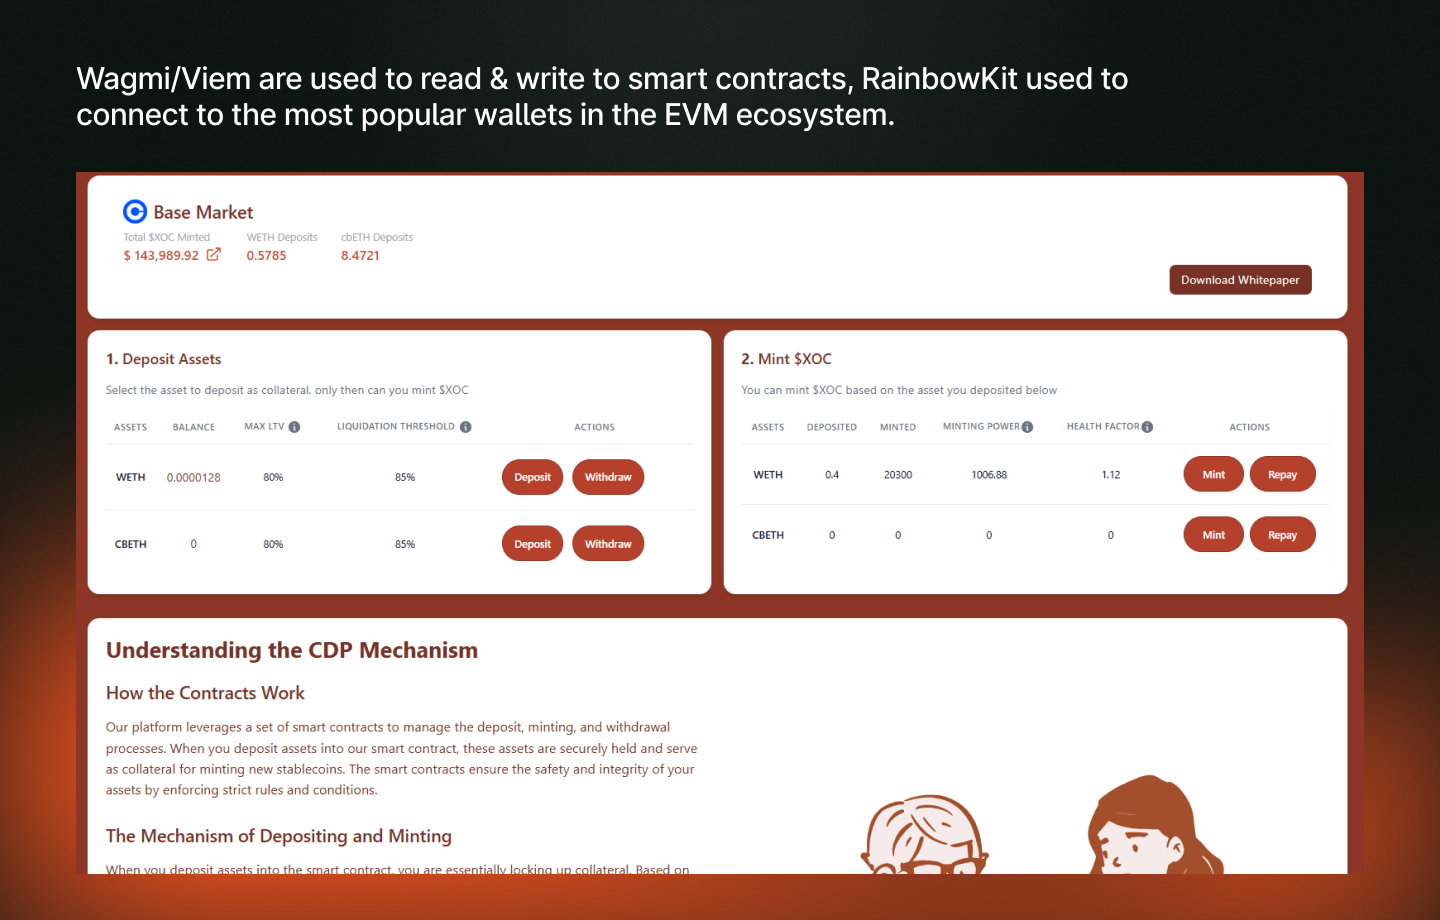 Wagmi/Viem are used to read & write to smart contracts, RainbowKit used to
connect to the most popular wallets in the EVM ecosystem.
Base Market
Total $XOC Minted WETH Deposits cbETH Deposits
$ 143,989.92 0.5785 8.4721
Download Whitepaper
1. Deposit Assets
Select the asset to deposit as collateral, only then can you mint $XOC
ASSETS BALANCE MAX LTV LIQUIDATION THRESHOLD ACTIONS
WETH 0.0000128 80% 85% Deposit Withdraw
CBETH 0 80% 85% Deposit Withdraw
2. Mint $XOC
You can mint $XOC based on the asset you deposited below
ASSETS DEPOSITED MINTED MINTING POWER HEALTH FACTOR ACTIONS
WETH 0.4 20300 1006.88 1.12 Mint Repay
CBETH 0 0 0 0 Mint Repay
Understanding the CDP Mechanism
How the Contracts Work
Our platform leverages a set of smart contracts to manage the deposit, minting, and withdrawal
processes. When you deposit assets into our smart contract, these assets are securely held and serve
as collateral for minting new stablecoins. The smart contracts ensure the safety and integrity of your
assets by enforcing strict rules and conditions.
The Mechanism of Depositing and Minting
When you deposit assets into the smart contract, you are essentially locking up collateral. Based on